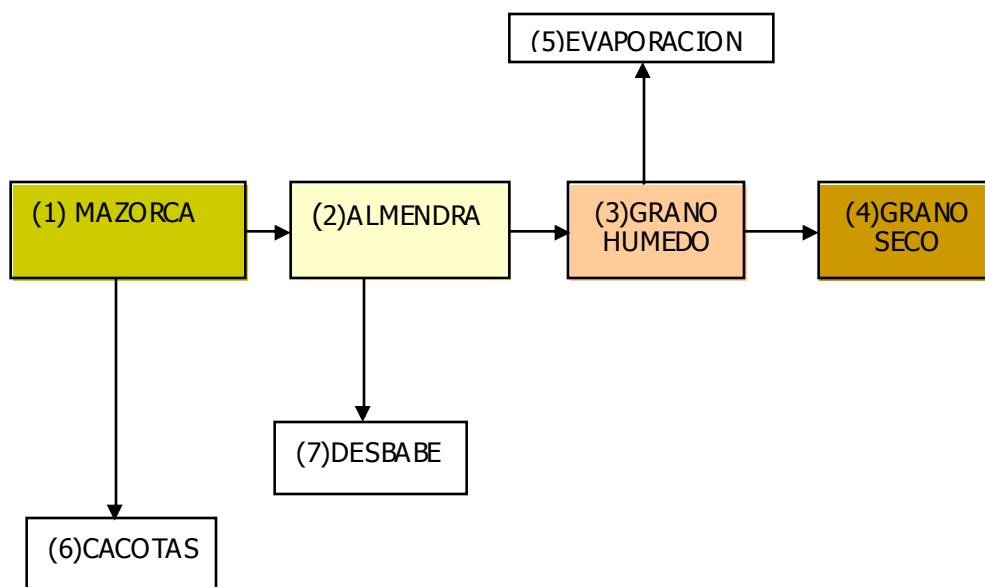 (5)EVAPORACION
(1) MAZORCA
(2)ALMENDRA
(3)GRANO
HUMEDO
(4)GRANO
SECO
(7)DESBABE
(6)CACOTAS